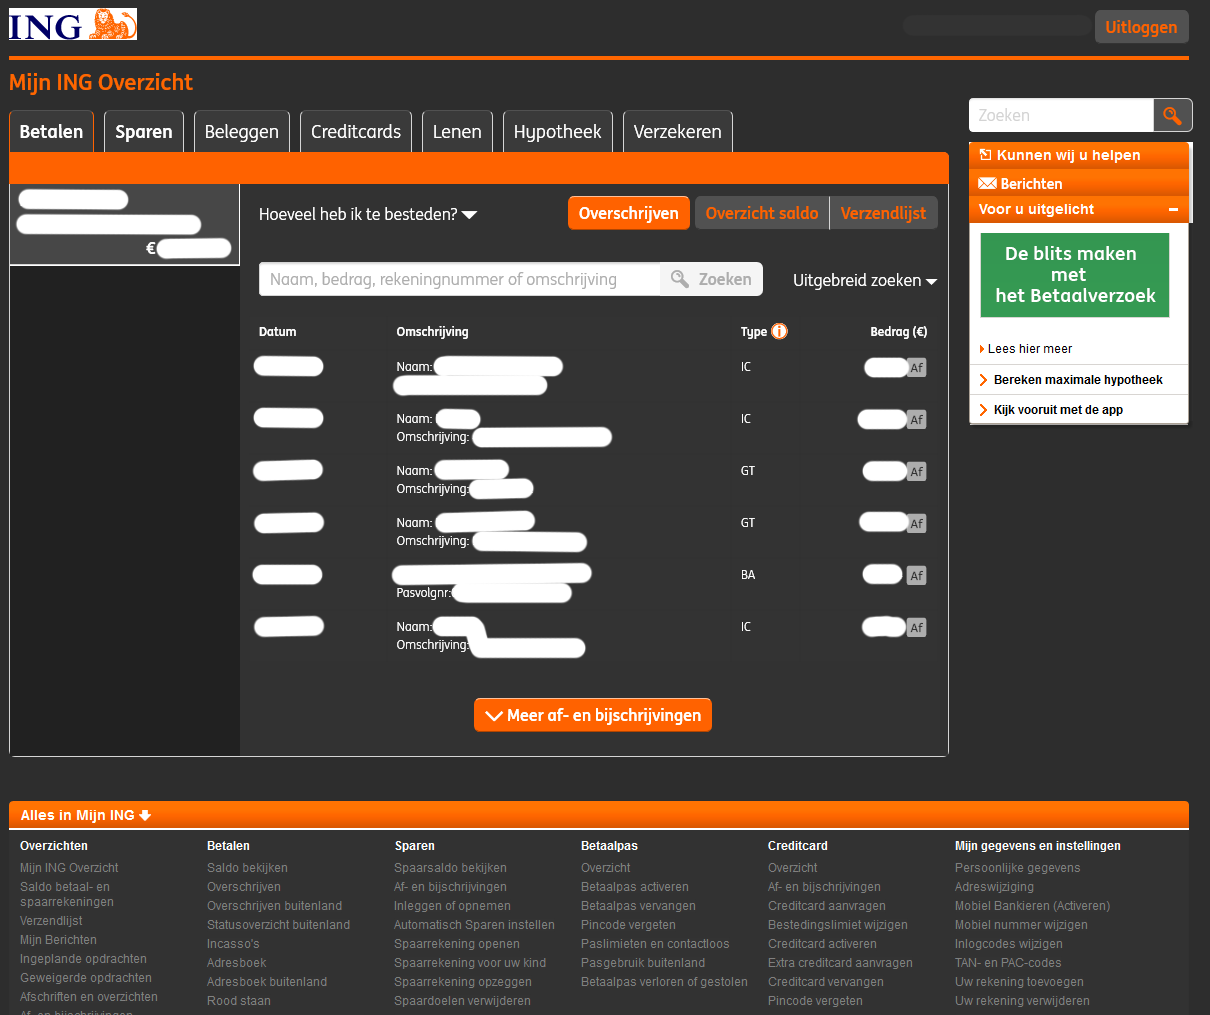 ING
Uitloggen
Mijn ING Overzicht
Betalen
Sparen
Beleggen
Creditcards
Lenen
Hypotheek
Verzekeren
Zoeken
Kunnen wij u helpen
Berichten
Voor u uitgelicht
De blits maken
met
het Betaalverzoek
Lees hier meer
Bereken maximale hypotheek
Kijk vooruit met de app
€
Hoeveel heb ik te besteden?
Overschrijven
Overzicht saldo
Verzendlijst
Naam, bedrag, rekeningnummer of omschrijving
Zoeken
Uitgebreid zoeken
Datum Omschrijving Type i Bedrag (€)
Naam: IC Af
Naam: IC Af
Omschrijving:
Naam: GT Af
Omschrijving:
Naam: GT Af
Omschrijving:
BA Af
Pasvolgnr:
Naam: IC Af
Omschrijving:
Meer af- en bijschrijvingen
Alles in Mijn ING
Overzichten
Mijn ING Overzicht
Saldo betaal- en
spaarrekeningen
Verzendlijst
Mijn Berichten
Ingeplande opdrachten
Geweigerde opdrachten
Afschriften en overzichten
Af- en bijschrijvingen
Betalen
Saldo bekijken
Overschrijven
Overschrijven buitenland
Statusoverzicht buitenland
Incasso's
Adresboek
Adresboek buitenland
Rood staan
Sparen
Spaarsaldo bekijken
Af- en bijschrijvingen
Inleggen of opnemen
Automatisch Sparen instellen
Spaarrekening openen
Spaarrekening voor uw kind
Spaarrekening opzeggen
Spaardoelen verwijderen
Betaalpas
Overzicht
Betaalpas activeren
Betaalpas vervangen
Pincode vergeten
Paslimieten en contactloos
Pasgebruik buitenland
Betaalpas verloren of gestolen
Creditcard
Overzicht
Af- en bijschrijvingen
Creditcard aanvragen
Bestedingslimiet wijzigen
Creditcard activeren
Extra creditcard aanvragen
Creditcard vervangen
Pincode vergeten
Mijn gegevens en instellingen
Persoonlijke gegevens
Adreswijziging
Mobiel Bankieren (Activeren)
Mobiel nummer wijzigen
Inlogcodes wijzigen
TAN- en PAC-codes
Uw rekening toevoegen
Uw rekening verwijderen